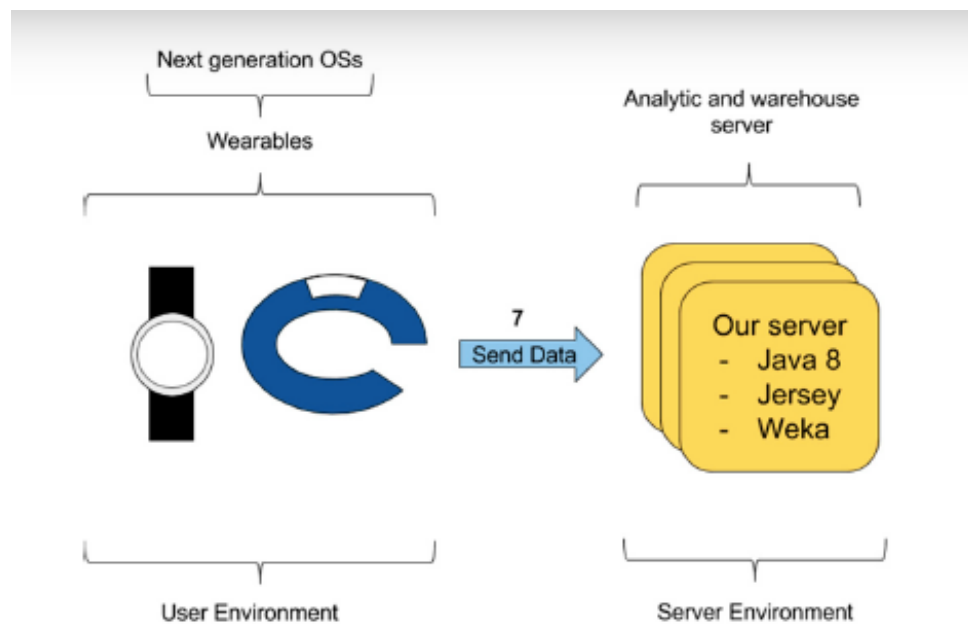 Next generation OSs
Wearables
Analytic and warehouse
server
7
Send Data
Our server
- Java 8
- Jersey
- Weka
User Environment
Server Environment